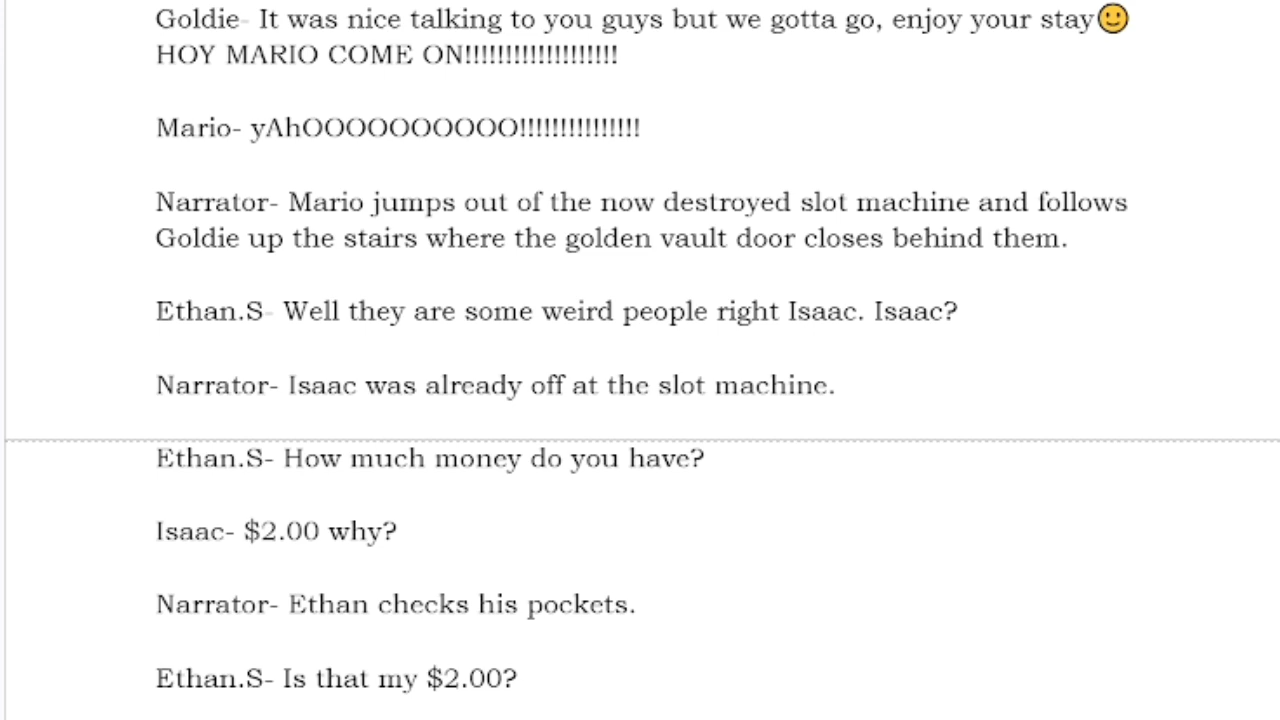 Goldie- It was nice talking to you guys but we gotta go, enjoy your stay🙂
HOY MARIO COME ON!!!!!!!!!!!!!!!!!!!
Mario- yAhOOOOOOOOOO!!!!!!!!!!!!!!!
Narrator- Mario jumps out of the now destroyed slot machine and follows
Goldie up the stairs where the golden vault door closes behind them.
Ethan.S- Well they are some weird people right Isaac. Isaac?
Narrator- Isaac was already off at the slot machine.
Ethan.S- How much money do you have?
Isaac- $2.00 why?
Narrator- Ethan checks his pockets.
Ethan.S- Is that my $2.00?